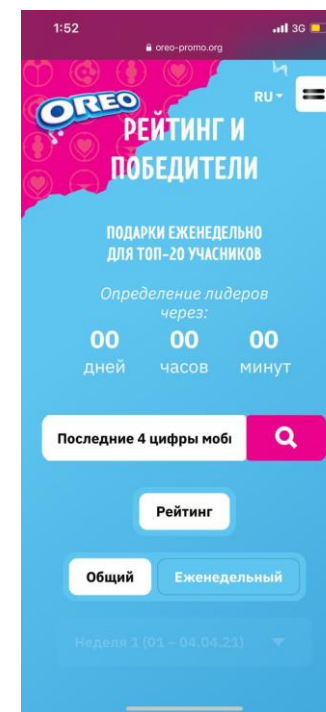 1:52
3G
oreo-promo.org
OREO
RU
РЕЙТИНГ И
ПОБЕДИТЕЛИ
ПОДАРКИ ЕЖЕНЕДЕЛЬНО
ДЛЯ ТОП-20 УЧАСНИКОВ
Определение лидеров
через:
00 00 00
дней часов минут
Последние 4 цифры мобі
Рейтинг
Общий Еженедельный
Неделя 1 (01 – 04.04.21)